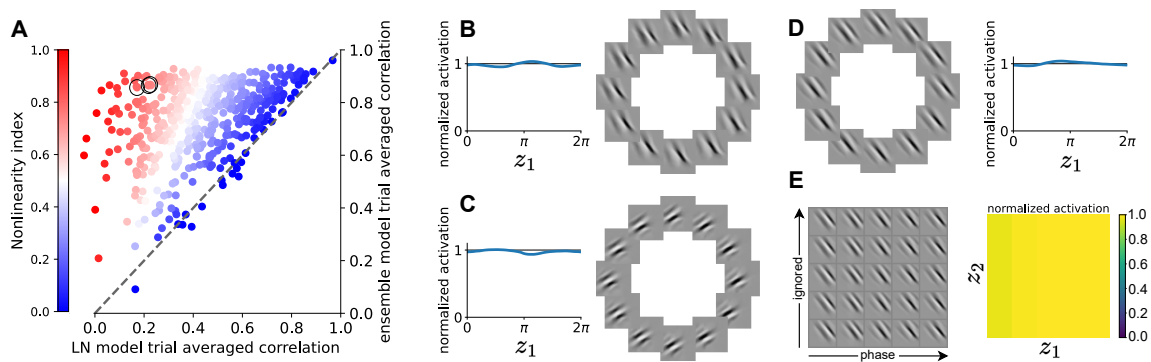 A
B
C
D
E
Nonlinearity index
1.0
0.8
0.6
0.4
0.2
0.0
1.0
0.8
0.6
0.4
0.2
0.0
ensemble model trial averaged correlation
0.0 0.2 0.4 0.6 0.8 1.0
LN model trial averaged correlation
normalized activation
1
0
0 π 2π
z₁
normalized activation
1
0
0 π 2π
z₁
normalized activation
1
0
0 π 2π
z₁
ignored
phase
normalized activation
z₂
z₁
1.0
0.8
0.6
0.4
0.2
0.0